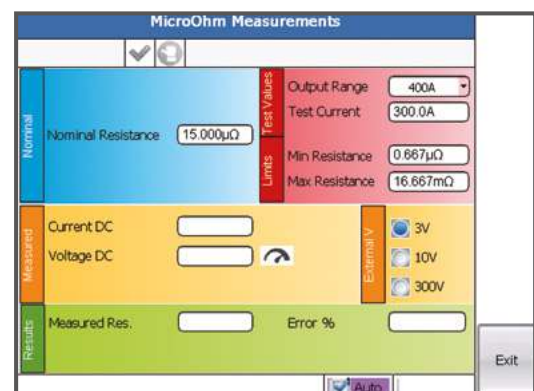 MicroOhm Measurements
Nominal
Nominal Resistance
15.000µΩ
Test Values
Output Range
400A
Test Current
300.0A
Limits
Min Resistance
0.667µΩ
Max Resistance
16.667mΩ
Measured
Current DC
Voltage DC
External V
3V
10V
300V
Results
Measured Res.
Error %
Auto
Exit